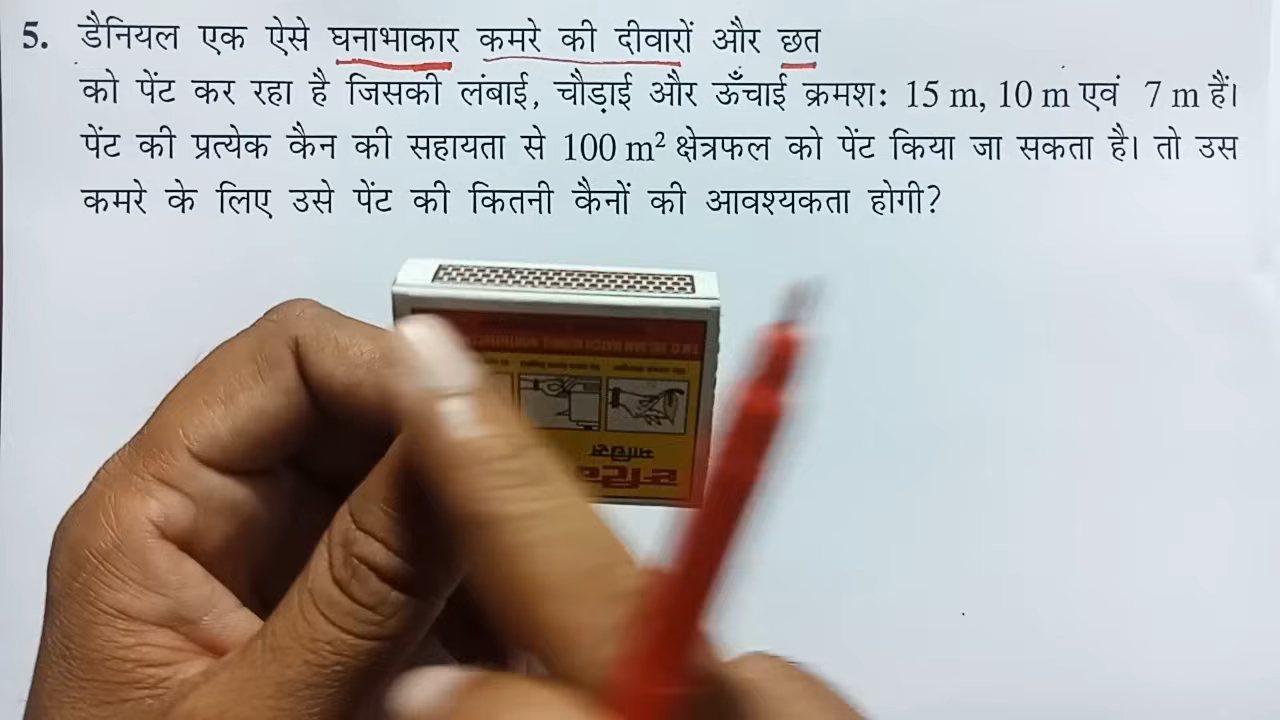 5. डैनियल एक ऐसे घनाभाकार कमरे की दीवारों और छत
को पेंट कर रहा है जिसकी लंबाई, चौड़ाई और ऊँचाई क्रमश: 15 m, 10 m एवं 7 m हैं।
पेंट की प्रत्येक कैन की सहायता से 100 m² क्षेत्रफल को पेंट किया जा सकता है। तो उस
कमरे के लिए उसे पेंट की कितनी कैनों की आवश्यकता होगी?
माचिस